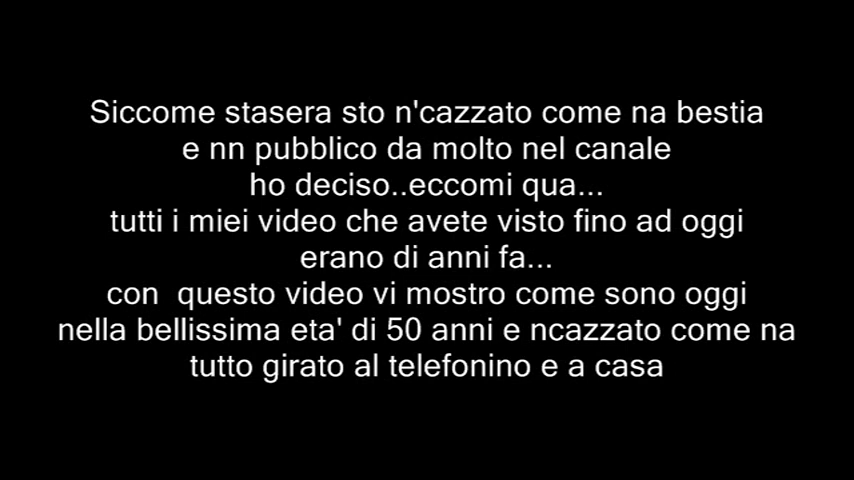 Siccome stasera sto n'cazzato come na bestia
e nn pubblico da molto nel canale
ho deciso..eccomi qua...
tutti i miei video che avete visto fino ad oggi
erano di anni fa...
con  questo video vi mostro come sono oggi
nella bellissima eta' di 50 anni e ncazzato come na
tutto girato al telefonino e a casa